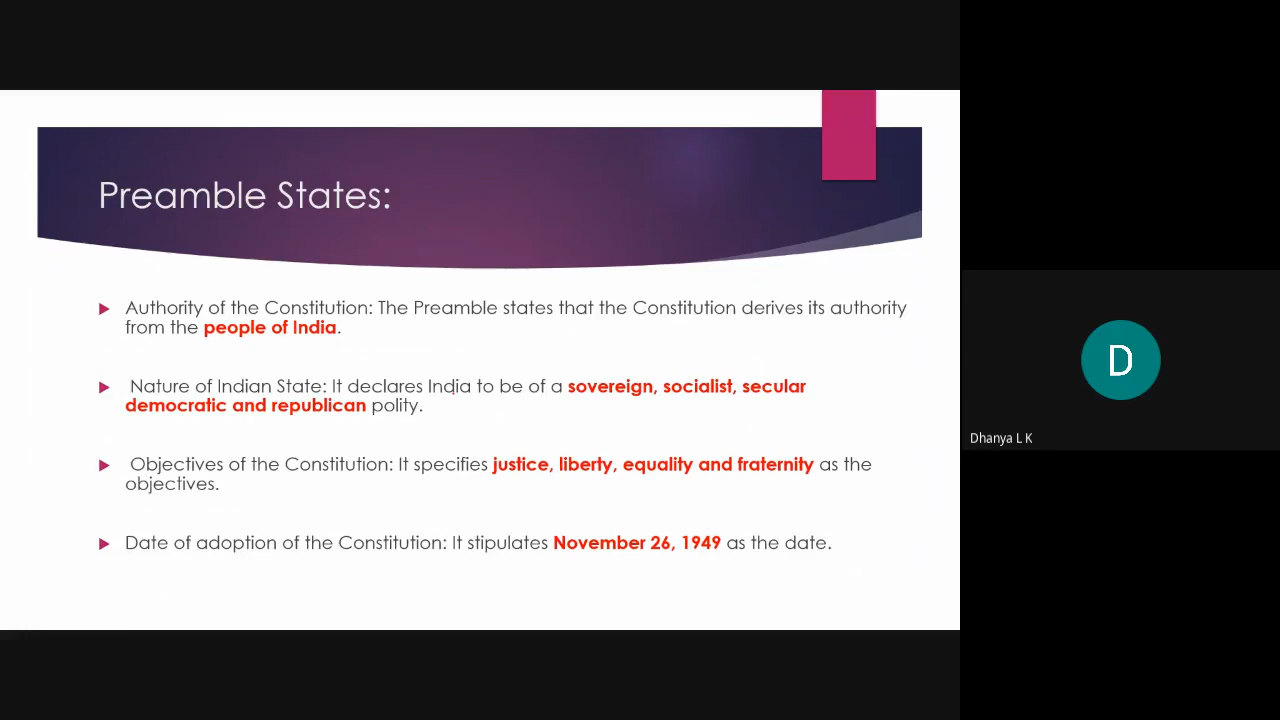 Preamble States:
Authority of the Constitution: The Preamble states that the Constitution derives its authority
from the people of India.
Nature of Indian State: It declares India to be of a sovereign, socialist, secular
democratic and republican polity.
Objectives of the Constitution: It specifies justice, liberty, equality and fraternity as the
objectives.
Date of adoption of the Constitution: It stipulates November 26, 1949 as the date.
D
Dhanya L K